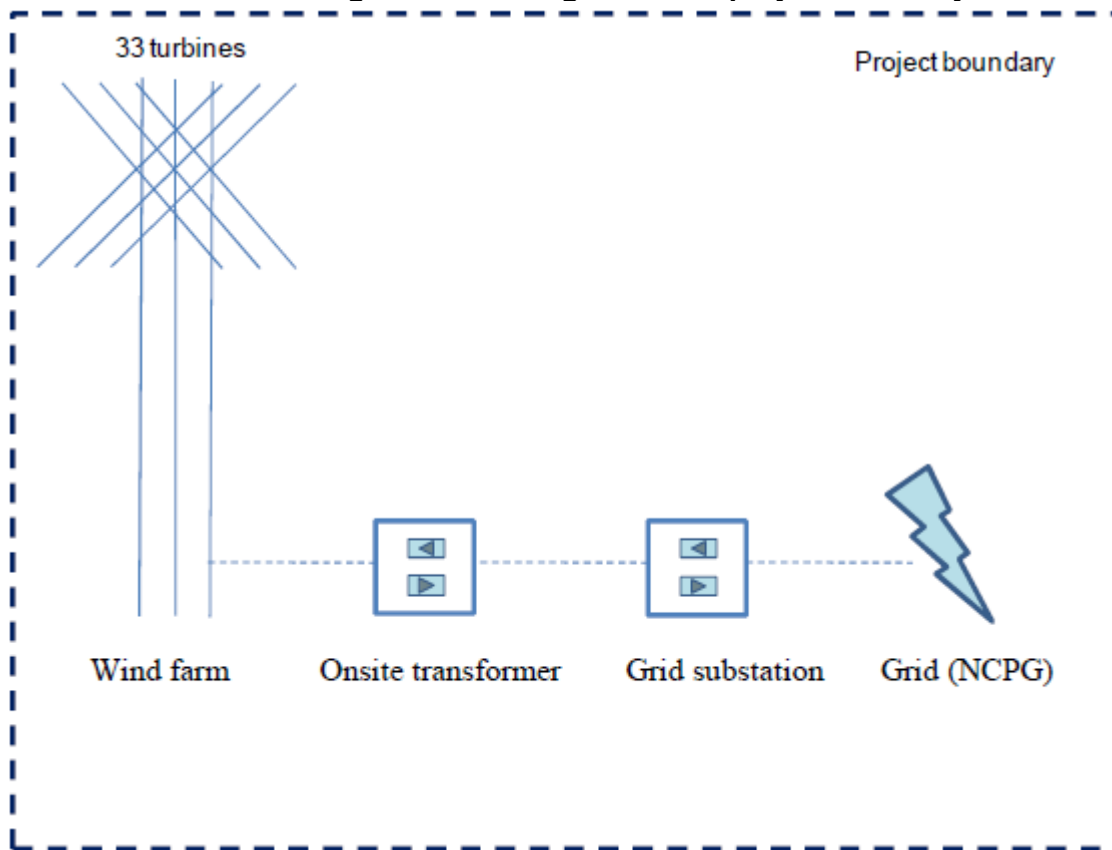 33 turbines
Project boundary
Wind farm
Onsite transformer
Grid substation
Grid (NCPG)